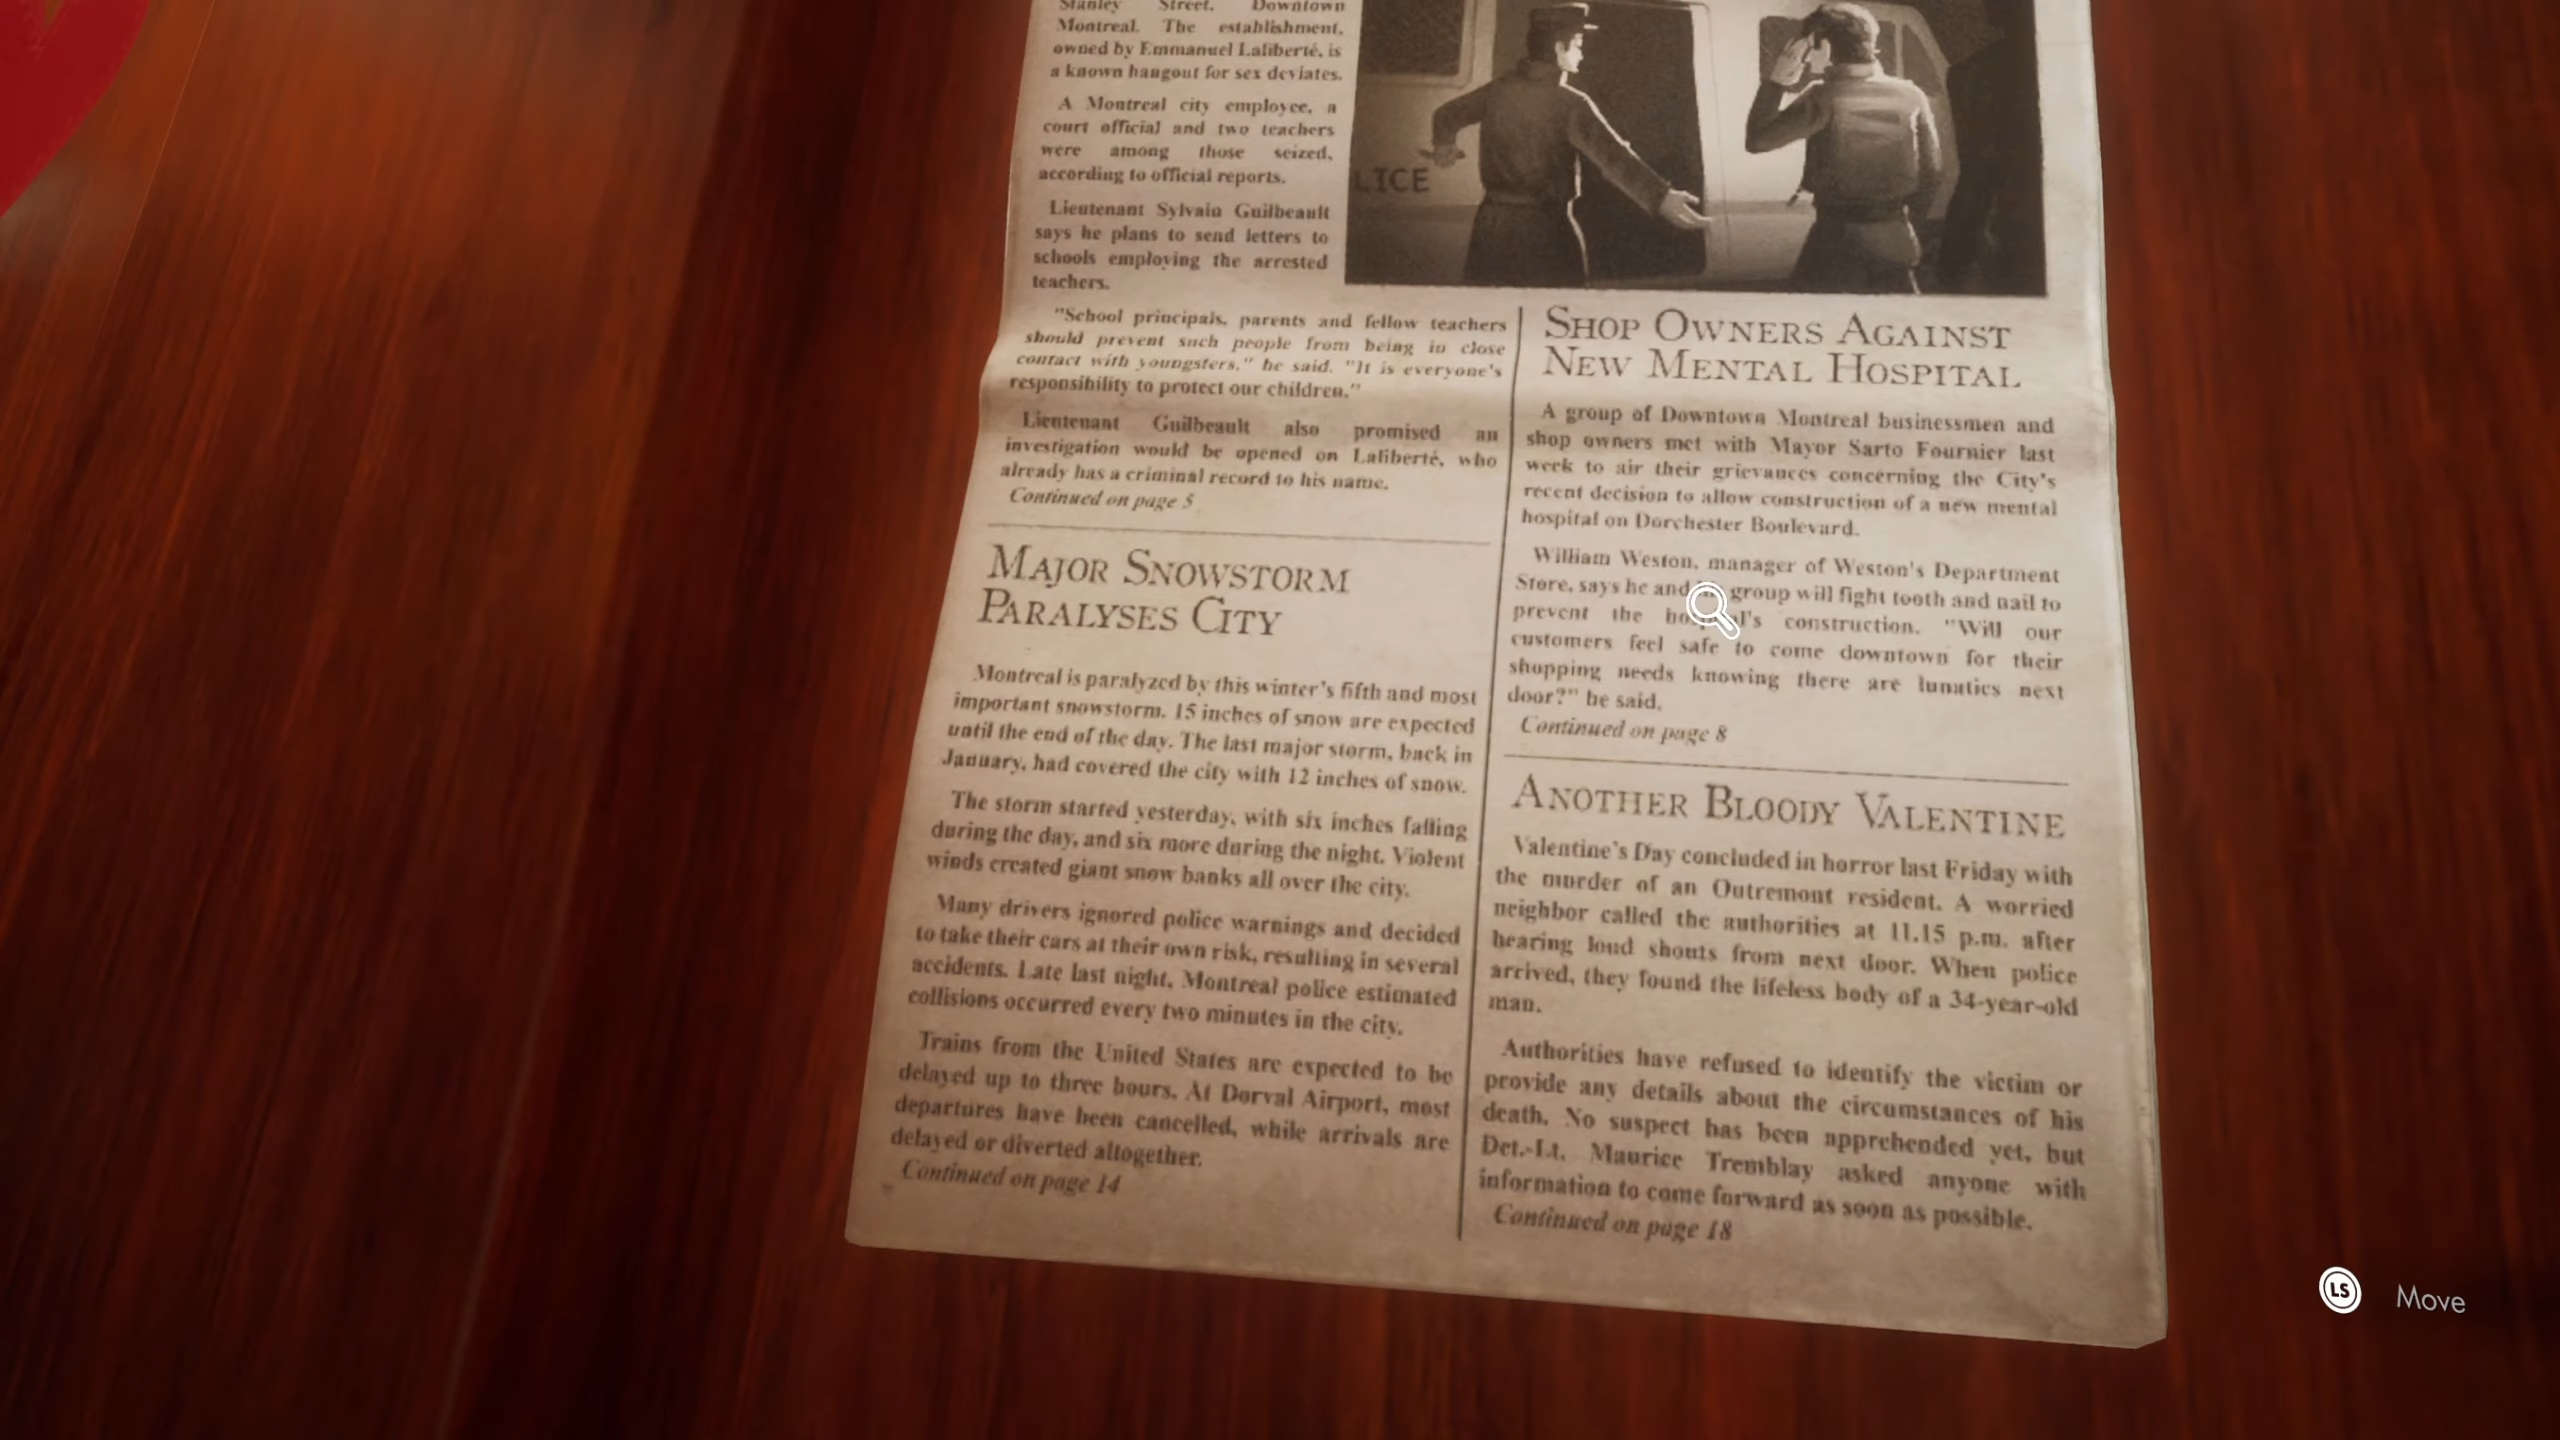 Stanley Street, Downtown
Montreal. The establishment,
owned by Emmanuel Laliberté, is
a known hangout for sex deviates.
A Montreal city employee, a
court official and two teachers
were among those seized,
according to official reports.
Lieutenant Sylvain Guilbeault
says he plans to send letters to
schools employing the arrested
teachers.
"School principals, parents and fellow teachers
should prevent such people from being in close
contact with youngsters," he said. "It is everyone's
responsibility to protect our children."
Lieutenant Guilbeault also promised an
investigation would be opened on Laliberté, who
already has a criminal record to his name.
Continued on page 5
LICE
MAJOR SNOWSTORM
PARALYSES CITY
Montreal is paralyzed by this winter's fifth and most
important snowstorm. 15 inches of snow are expected
until the end of the day. The last major storm, back in
January, had covered the city with 12 inches of snow.
The storm started yesterday, with six inches falling
during the day, and six more during the night. Violent
winds created giant snow banks all over the city.
Many drivers ignored police warnings and decided
to take their cars at their own risk, resulting in several
accidents. Late last night, Montreal police estimated
collisions occurred every two minutes in the city.
Trains from the United States are expected to be
delayed up to three hours. At Dorval Airport, most
departures have been cancelled, while arrivals are
delayed or diverted altogether.
Continued on page 14
SHOP OWNERS AGAINST
NEW MENTAL HOSPITAL
A group of Downtown Montreal businessmen and
shop owners met with Mayor Sarto Fournier last
week to air their grievances concerning the City's
recent decision to allow construction of a new mental
hospital on Dorchester Boulevard.
William Weston, manager of Weston's Department
Store, says he and group will fight tooth and nail to
prevent the construction. "Will our
customers feel safe to come downtown for their
shopping needs knowing there are lunatics next
door?" he said.
Continued on page 8
ANOTHER BLOODY VALENTINE
Valentine's Day concluded in horror last Friday with
the murder of an Outremont resident. A worried
neighbor called the authorities at 11.15 p.m. after
hearing loud shouts from next door. When police
arrived, they found the lifeless body of a 34-year-old
man.
Authorities have refused to identify the victim or
provide any details about the circumstances of his
death. No suspect has been apprehended yet, but
Det.-Lt. Maurice Tremblay asked anyone with
information to come forward as soon as possible.
Continued on page 18
LS Move